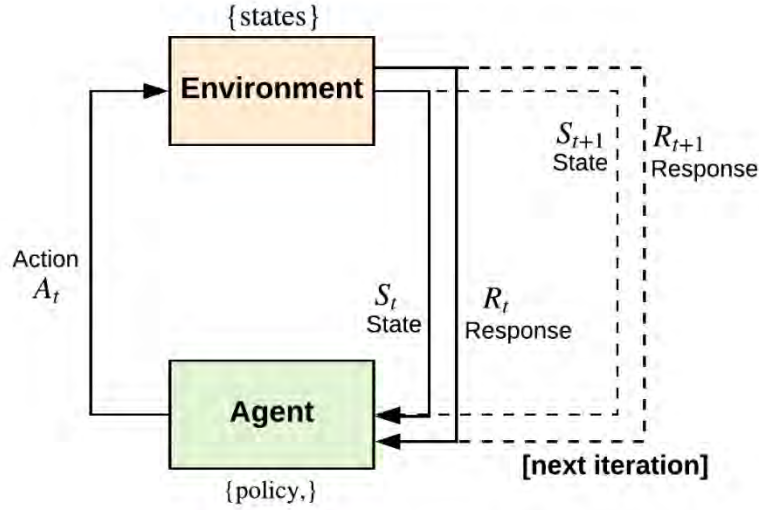 {states}
Environment
S_{t+1}
State
R_{t+1}
Response
Action
A_t
S_t
State
R_t
Response
Agent
[next iteration]
{policy,}